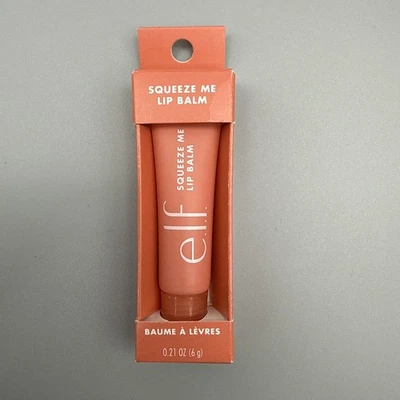 SQUEEZE ME
LIP BALM
SQUEEZE ME
LIP BALM
e.l.f.
BAUME À LÈVRES
0.21 OZ (6 g)